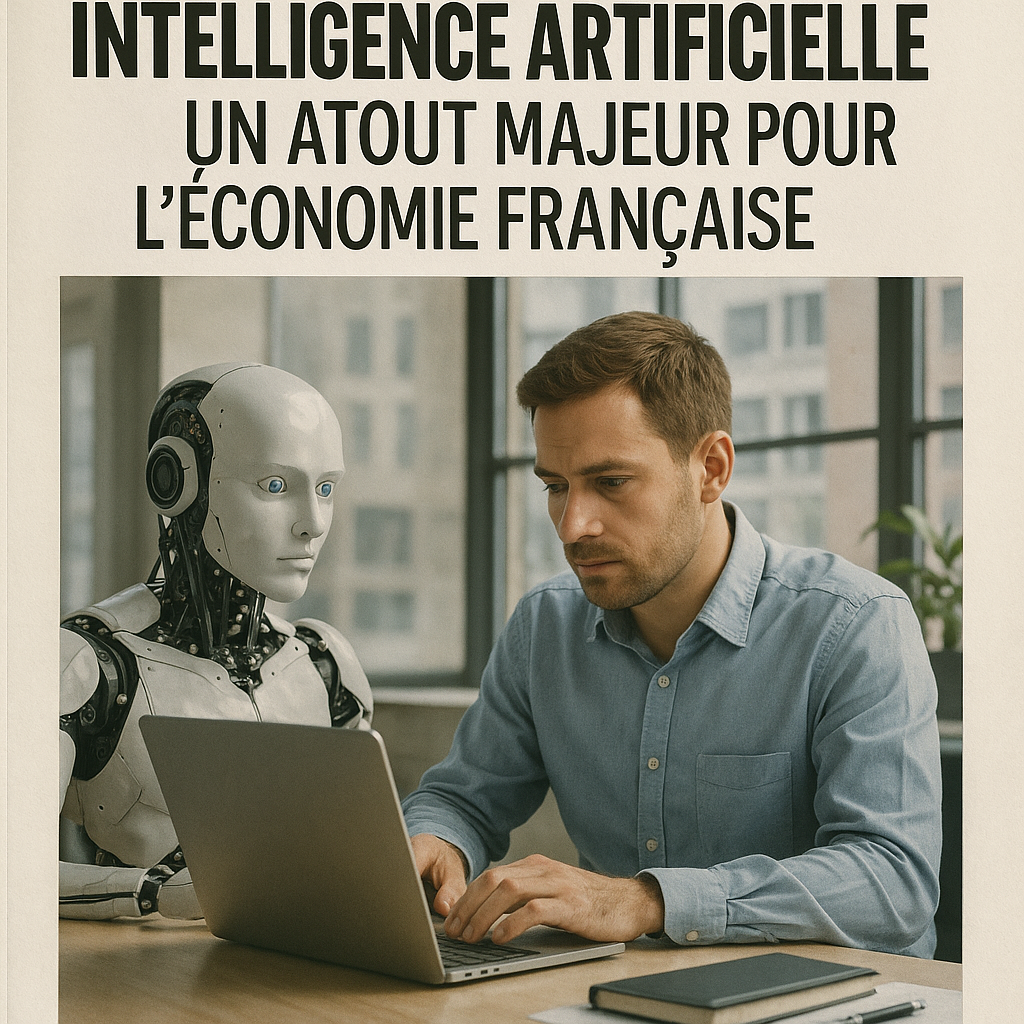 INTELLIGENCE ARTIFICIELLE
UN ATOUT MAJEUR POUR
L'ÉCONOMIE FRANÇAISE